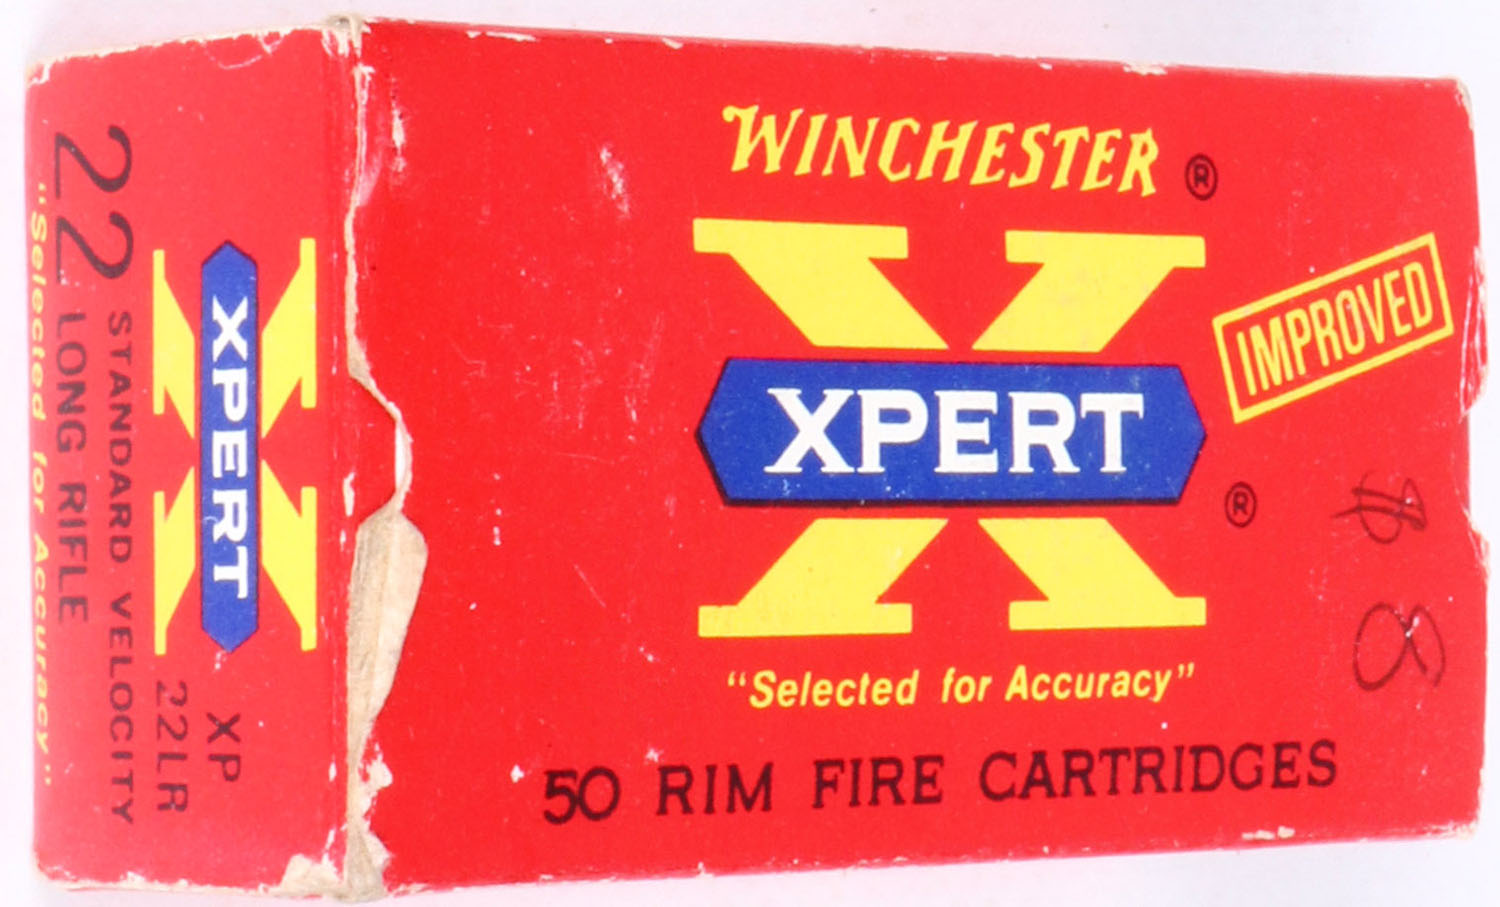 WINCHESTER ®
XPERT ®
IMPROVED
"Selected for Accuracy"
50 RIM FIRE CARTRIDGES
8
XPERT
XP
22LR
22 STANDARD VELOCITY
LONG RIFLE
"Selected for Accuracy"